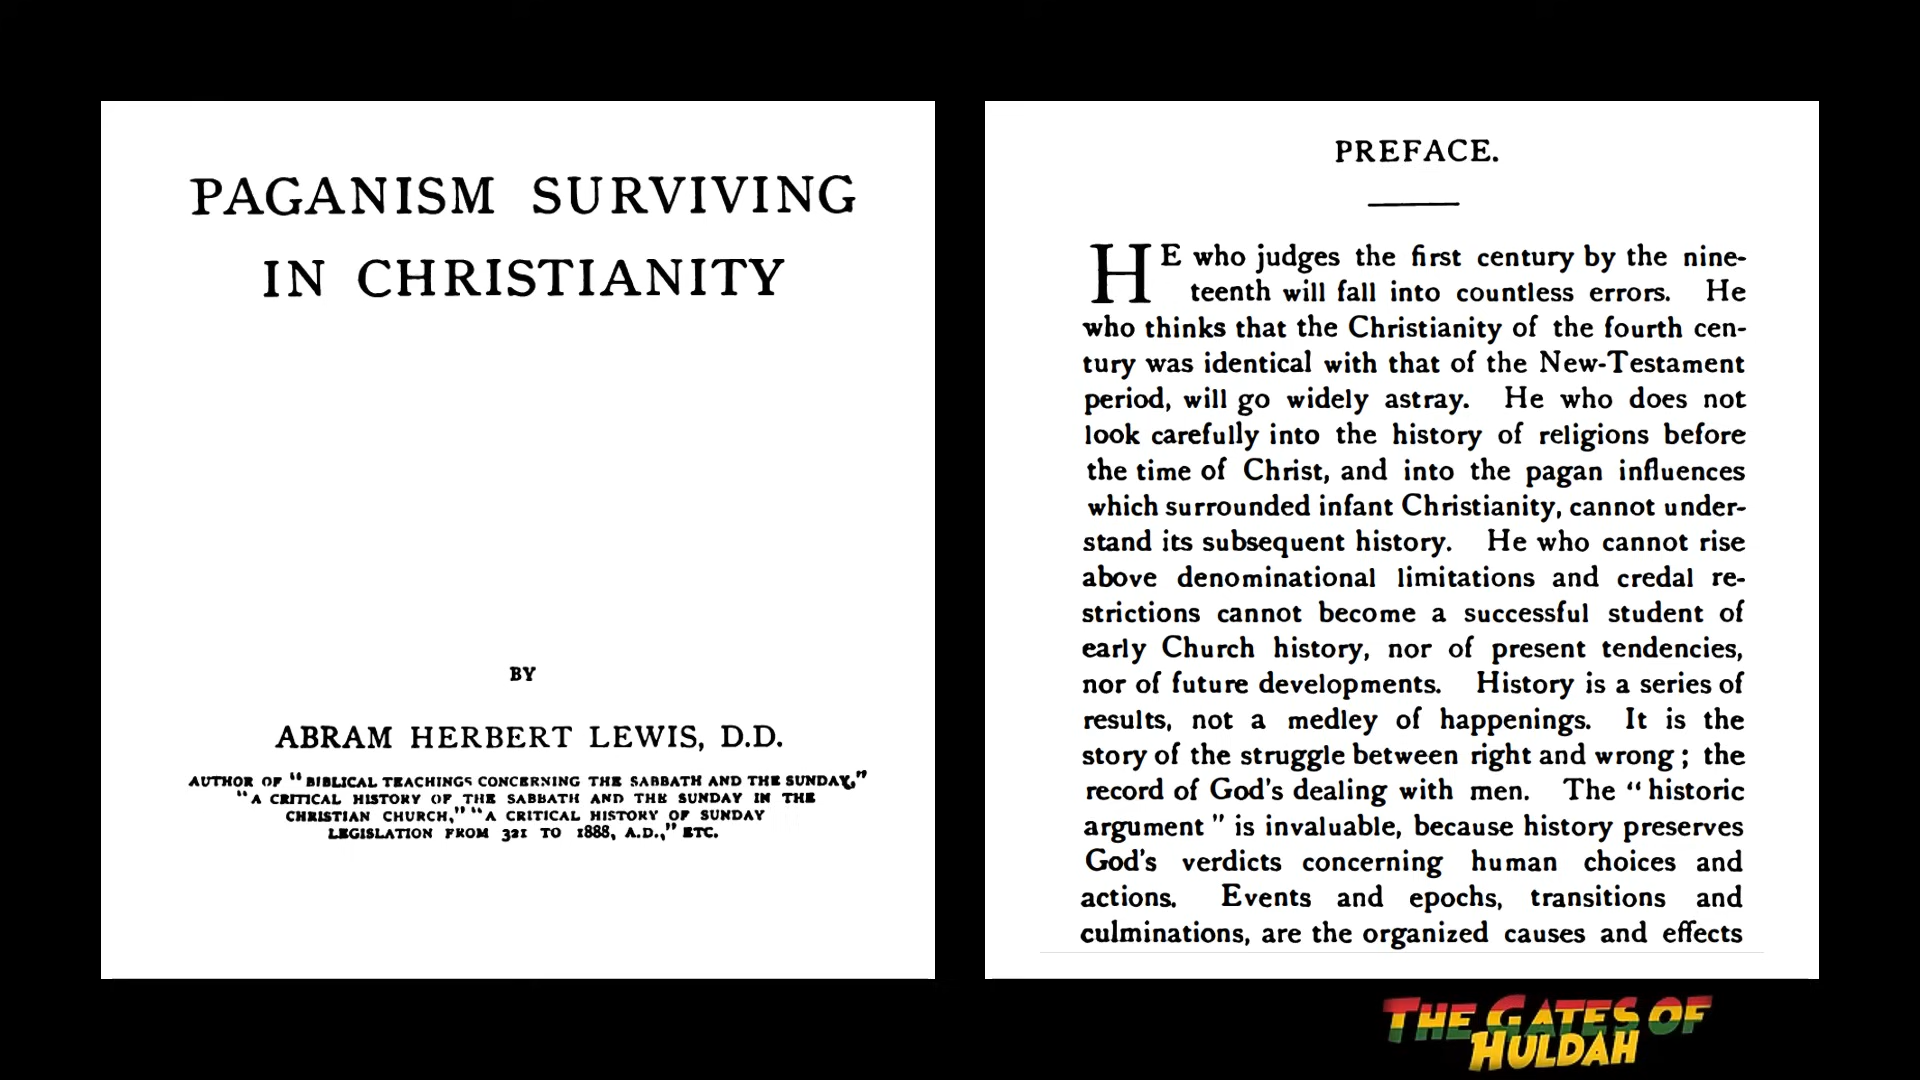 PAGANISM SURVIVING
IN CHRISTIANITY
BY
ABRAM HERBERT LEWIS, D.D.
AUTHOR OF "BIBLICAL TEACHINGS CONCERNING THE SABBATH AND THE SUNDAY,"
"A CRITICAL HISTORY OF THE SABBATH AND THE SUNDAY IN THE
CHRISTIAN CHURCH," "A CRITICAL HISTORY OF SUNDAY
LEGISLATION FROM 321 TO 1888, A.D.," ETC.
PREFACE.
HE who judges the first century by the nine-
teenth will fall into countless errors. He
who thinks that the Christianity of the fourth cen-
tury was identical with that of the New-Testament
period, will go widely astray. He who does not
look carefully into the history of religions before
the time of Christ, and into the pagan influences
which surrounded infant Christianity, cannot under-
stand its subsequent history. He who cannot rise
above denominational limitations and credal re-
strictions cannot become a successful student of
early Church history, nor of present tendencies,
nor of future developments. History is a series of
results, not a medley of happenings. It is the
story of the struggle between right and wrong; the
record of God's dealing with men. The "historic
argument" is invaluable, because history preserves
God's verdicts concerning human choices and
actions. Events and epochs, transitions and
culminations, are the organized causes and effects
THE GATES OF
HULDAH